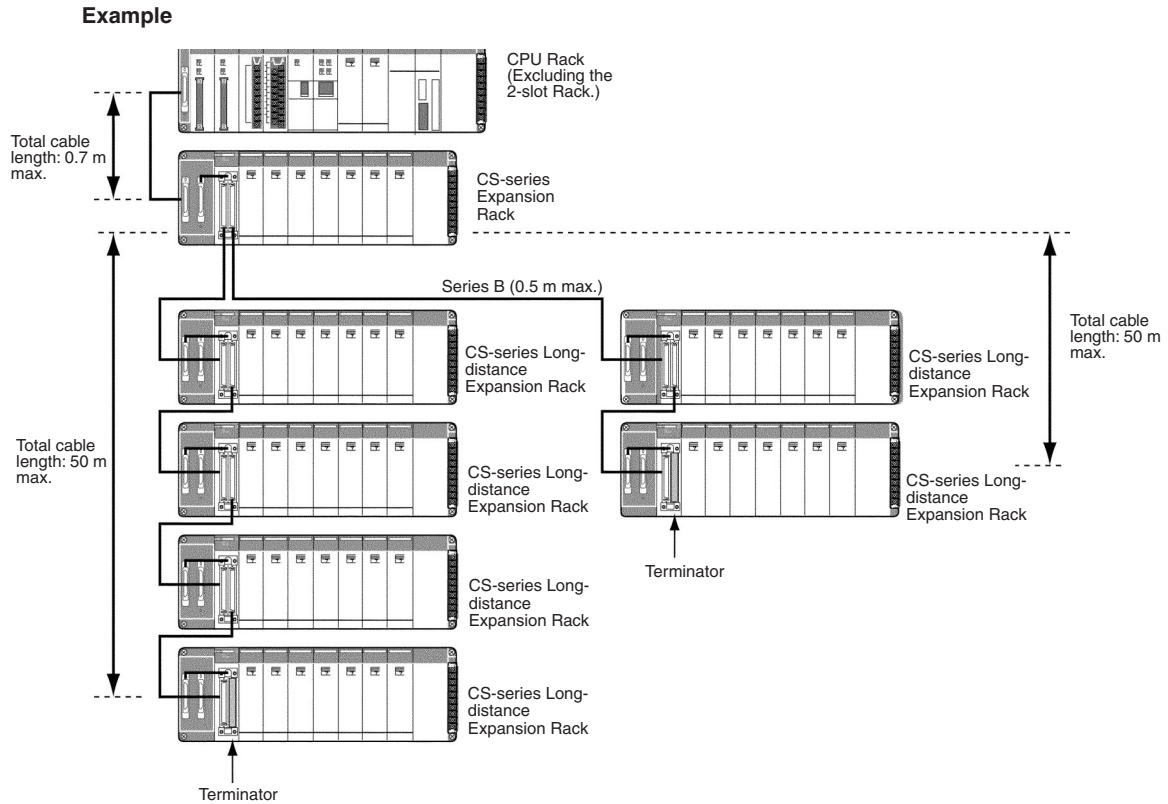 Example
CPU Rack
(Excluding the
2-slot Rack.)
Total cable
length: 0.7 m
max.
CS-series
Expansion
Rack
Series B (0.5 m max.)
CS-series Long-
distance
Expansion Rack
CS-series Long-
distance
Expansion Rack
Total cable
length: 50 m
max.
Total cable
length: 50 m
max.
CS-series Long-
distance
Expansion Rack
CS-series Long-
distance
Expansion Rack
Terminator
CS-series Long-
distance
Expansion Rack
CS-series Long-
distance
Expansion Rack
Terminator